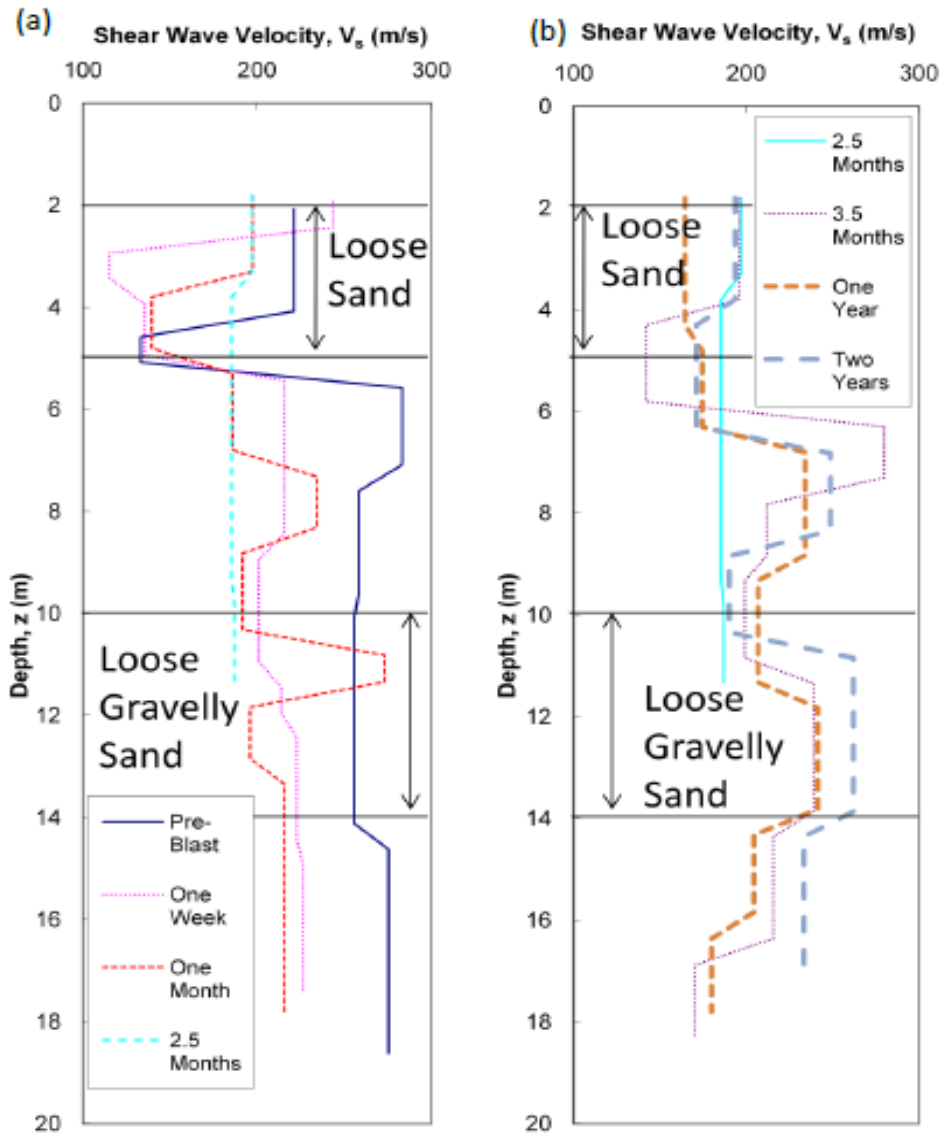 (a)
Shear Wave Velocity, Vs (m/s)
100 200 300
0
2
4
6
8
10
12
14
16
18
20
Depth, z (m)
Loose
Sand
Loose
Gravelly
Sand
Pre-
Blast
One
Week
One
Month
2.5
Months
(b)
Shear Wave Velocity, Vs (m/s)
100 200 300
0
2
4
6
8
10
12
14
16
18
20
Depth, z (m)
Loose
Sand
2.5
Months
3.5
Months
One
Year
Two
Years
Loose
Gravelly
Sand